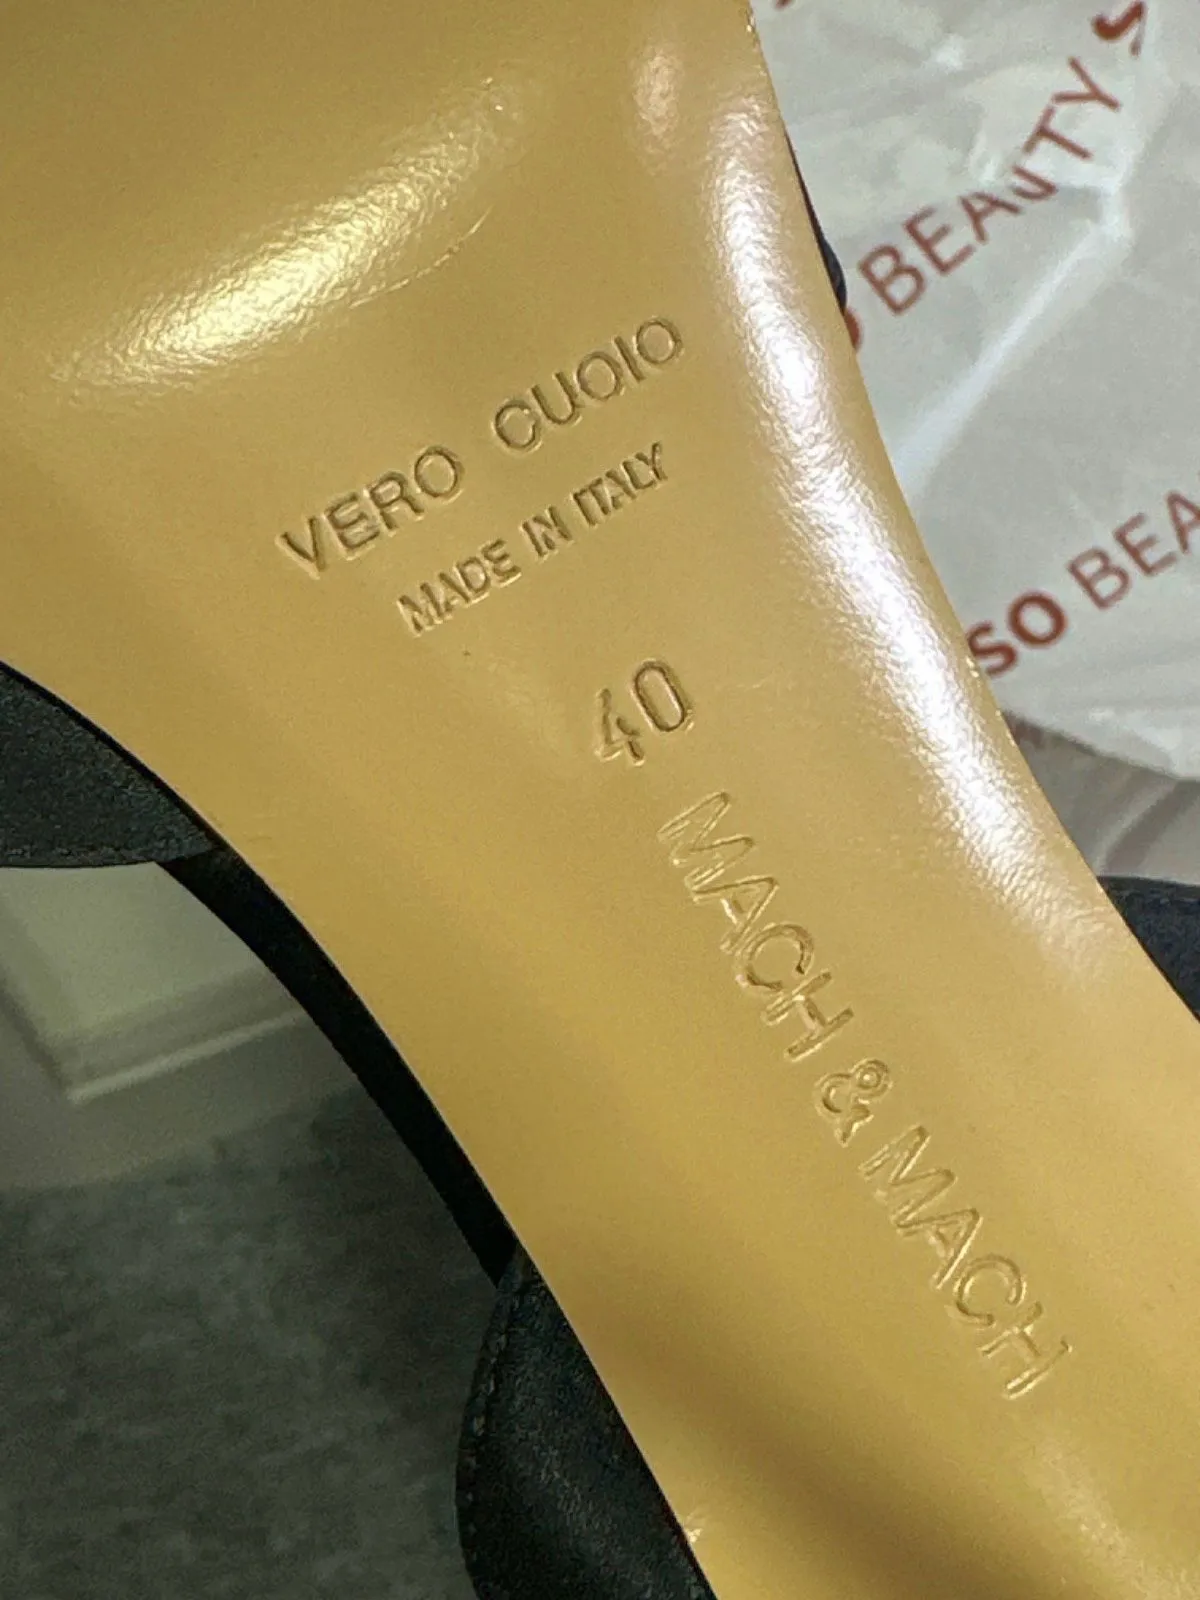 VERO CUOIO
MADE IN ITALY
40
MACH & MACH
BEAUTY
SO BEA